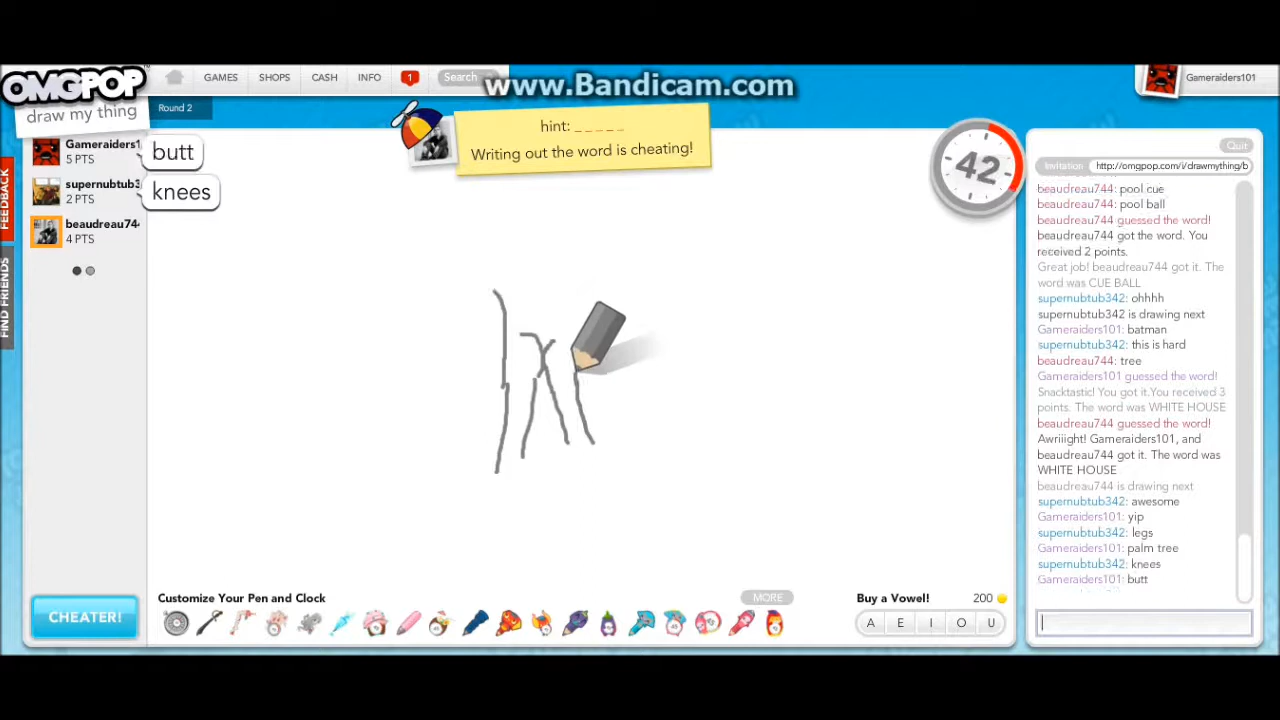 www.Bandicam.com
OMGPOP
draw my thing
GAMES SHOPS CASH INFO 1 Search
Gameraiders101
Round 2
hint: _ _ _ _ _
Writing out the word is cheating!
42
FEEDBACK
FIND FRIENDS
Gameraiders1
5 PTS
butt
supernubtub3
2 PTS
knees
beaudreau744
4 PTS
Quit
Invitation http://omgpop.com/i/drawmything/b
beaudreau744: pool cue
beaudreau744: pool ball
beaudreau744 guessed the word!
beaudreau744 got the word. You
received 2 points.
Great job! beaudreau744 got it. The
word was CUE BALL
supernubtub342: ohhhh
supernubtub342 is drawing next
Gameraiders101: batman
supernubtub342: this is hard
beaudreau744: tree
Gameraiders101 guessed the word!
Snacktastic! You got it.You received 3
points. The word was WHITE HOUSE
beaudreau744 guessed the word!
Awriiight! Gameraiders101, and
beaudreau744 got it. The word was
WHITE HOUSE
beaudreau744 is drawing next
supernubtub342: awesome
Gameraiders101: yip
supernubtub342: legs
Gameraiders101: palm tree
supernubtub342: knees
Gameraiders101: butt
CHEATER!
Customize Your Pen and Clock
MORE
Buy a Vowel! 200
A E I O U